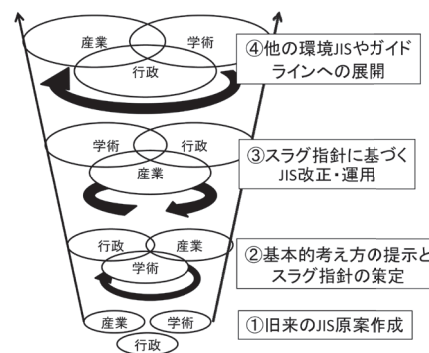 産業
学術
行政
④他の環境JISやガイド
ラインへの展開
学術
行政
産業
③スラグ指針に基づく
JIS改正・運用
行政
産業
学術
②基本的考え方の提示と
スラグ指針の策定
産業
学術
行政
①旧来のJIS原案作成